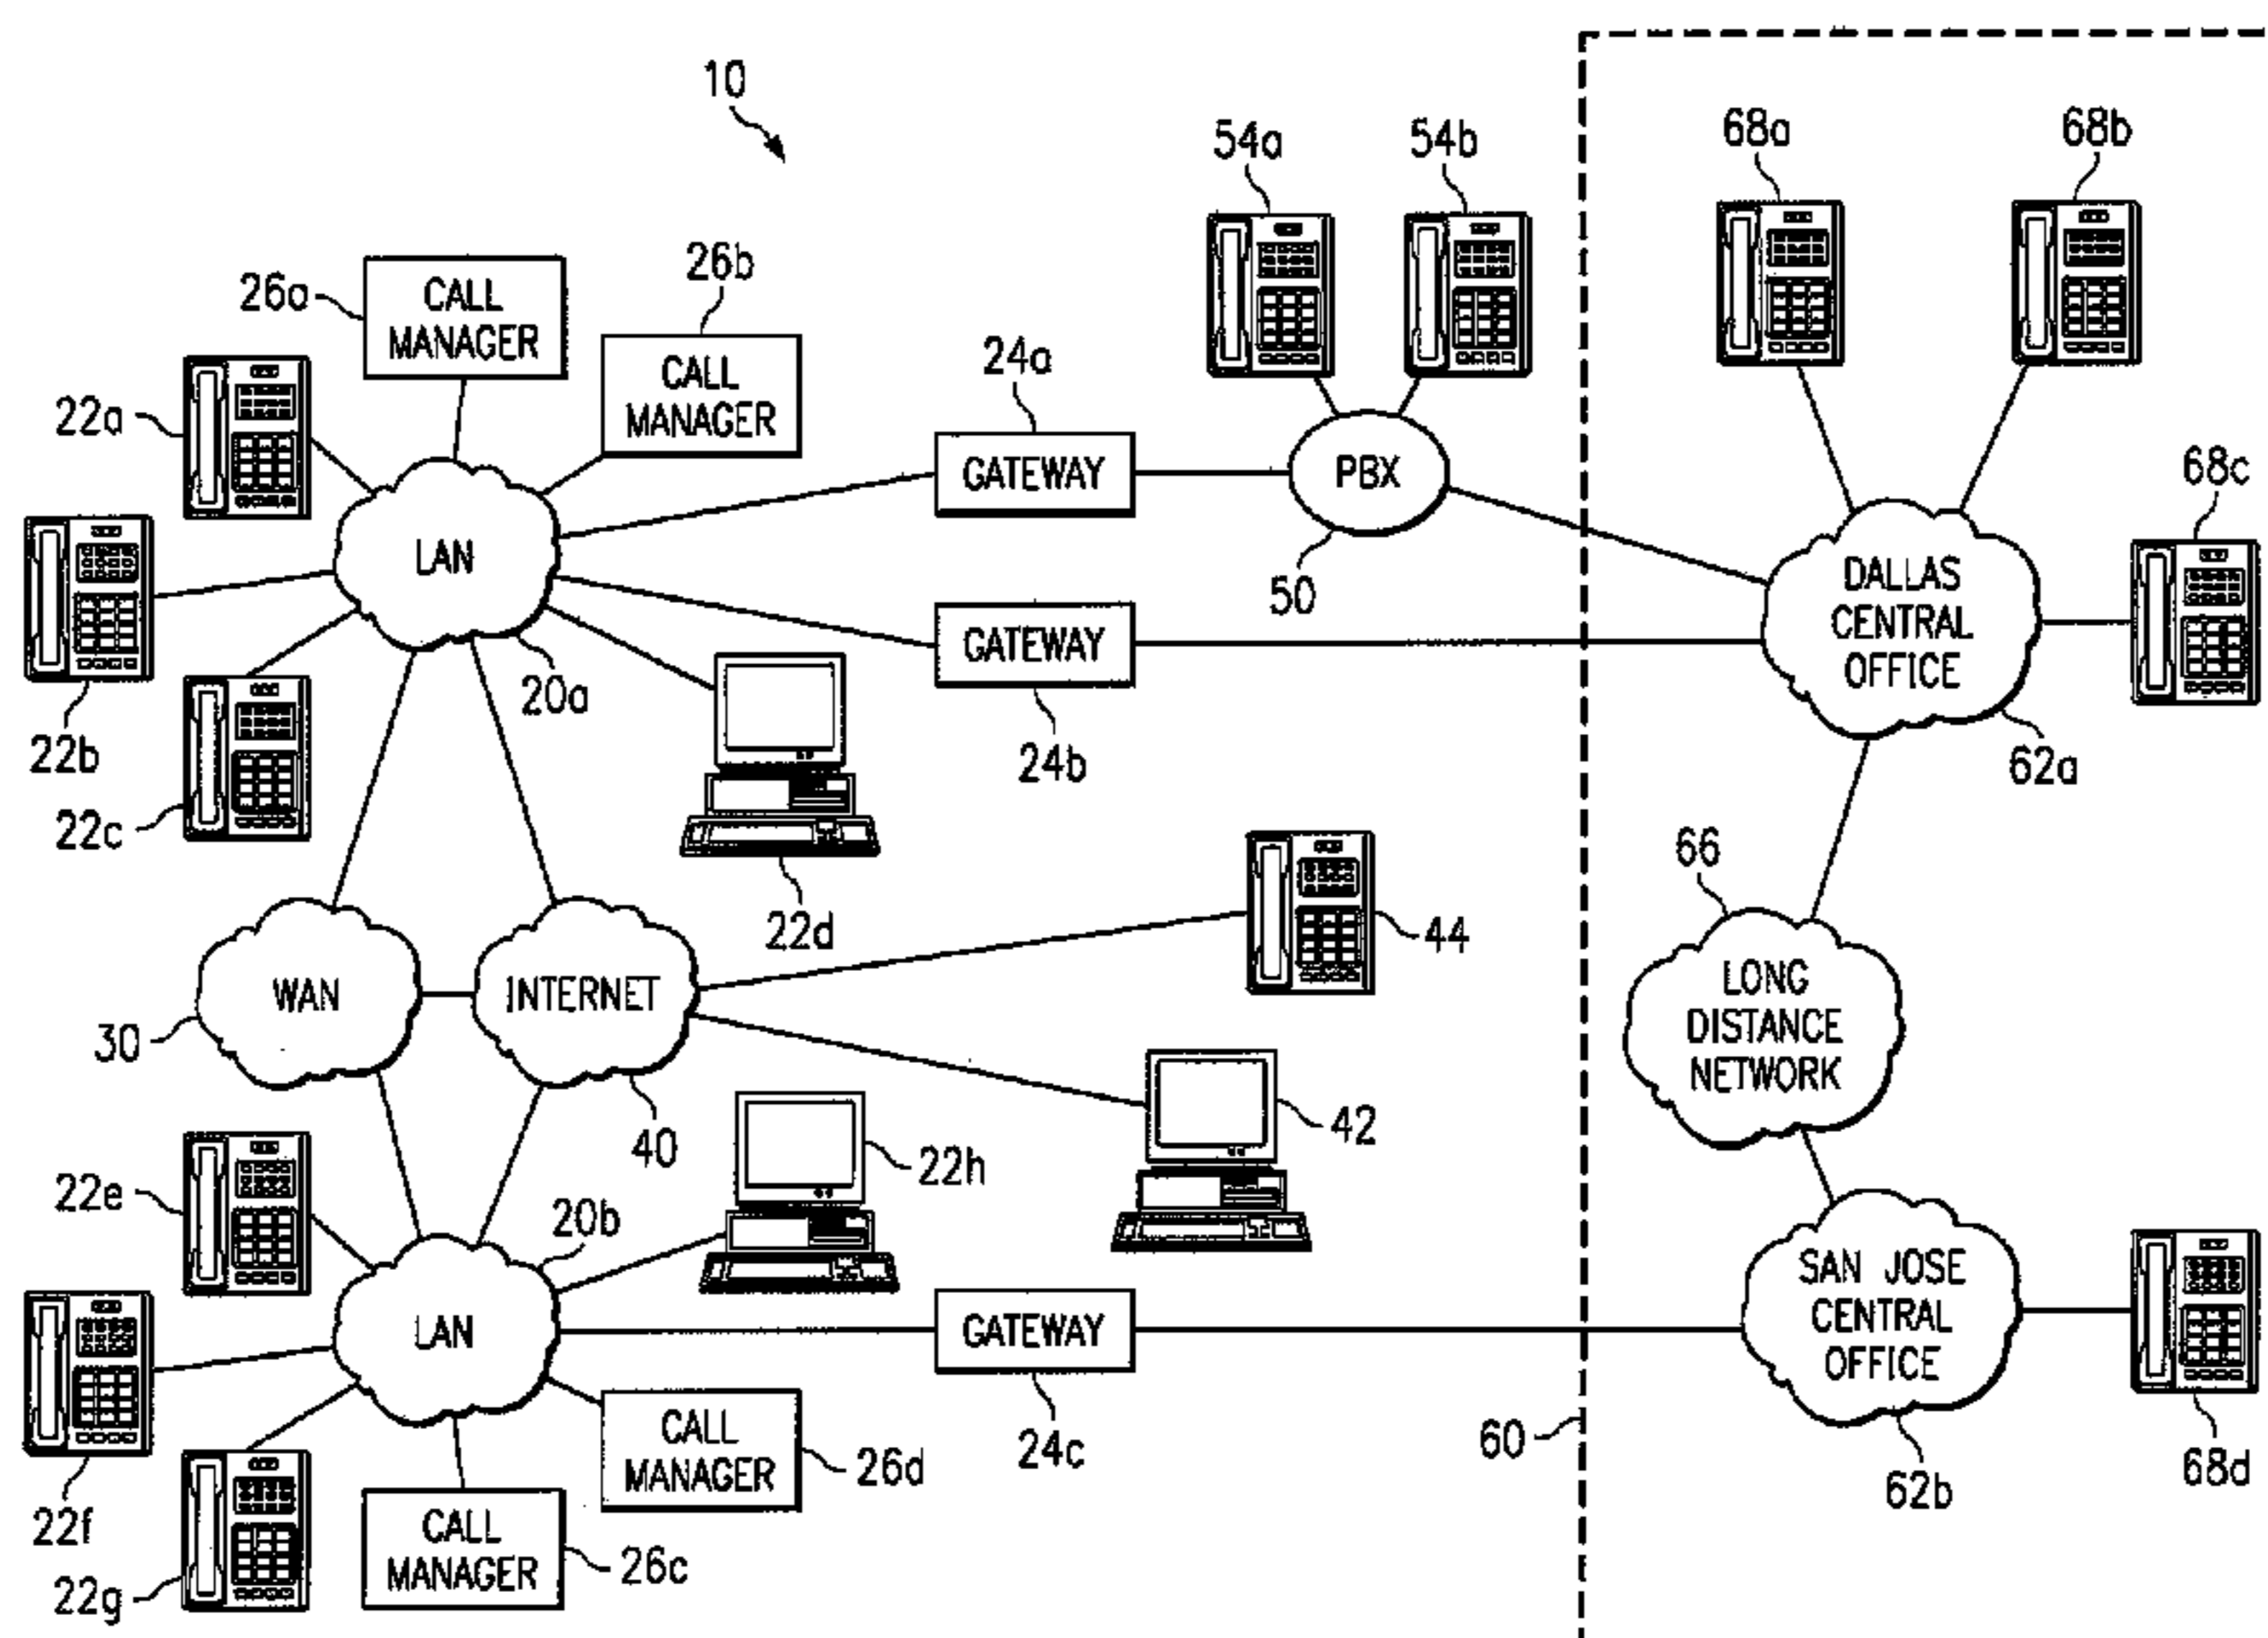 10
54a
54b
68a
68b
26a
CALL
MANAGER
26b
CALL
MANAGER
22a
24a
GATEWAY
PBX
50
68c
LAN
22b
20a
GATEWAY
24b
DALLAS
CENTRAL
OFFICE
62a
22c
22d
66
44
WAN
30
INTERNET
40
LONG
DISTANCE
NETWORK
42
22h
22e
20b
LAN
GATEWAY
24c
SAN JOSE
CENTRAL
OFFICE
62b
68d
60
22f
CALL
MANAGER
26d
CALL
MANAGER
26c
22g